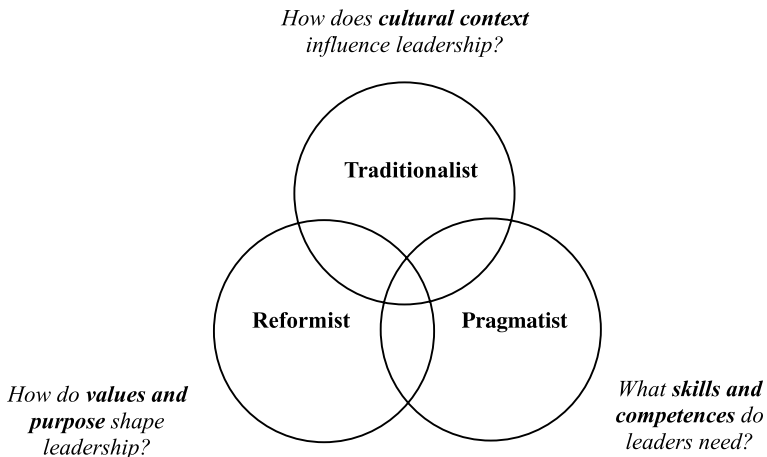 How does cultural context
influence leadership?
Traditionalist
Reformist
Pragmatist
How do values and
purpose shape
leadership?
What skills and
competences do
leaders need?